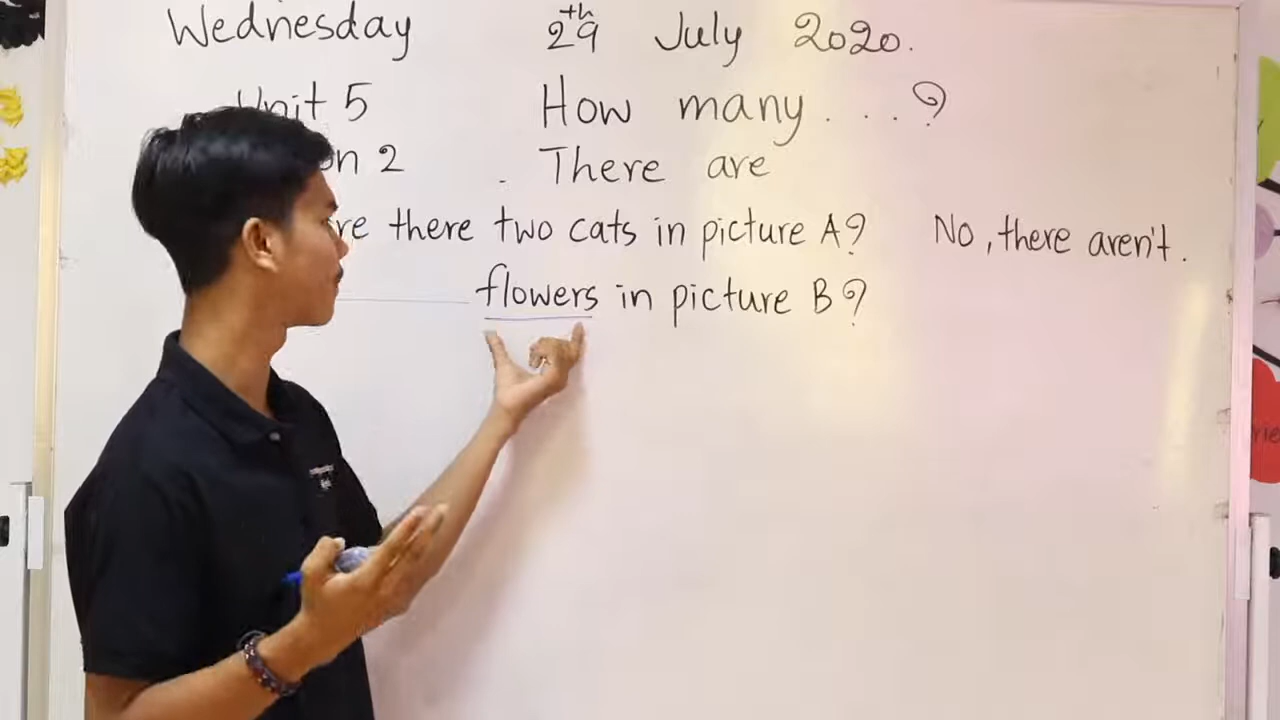 Wednesday 29th July 2020.
Unit 5 How many ...?
2 There are
there two cats in picture A? No, there aren't.
flowers in picture B?